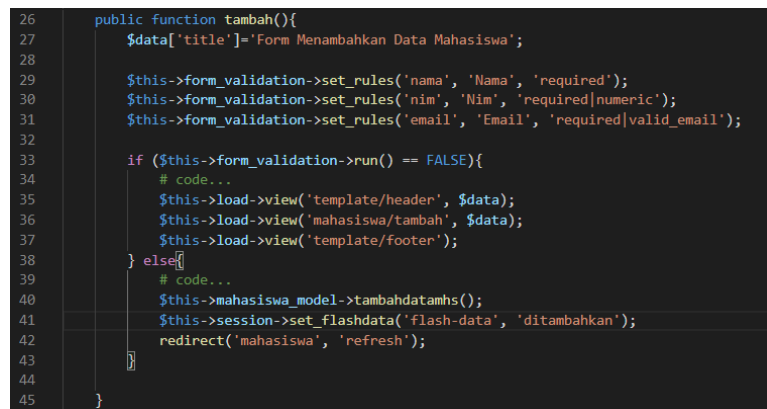 26 public function tambah(){
27 $data['title']='Form Menambahkan Data Mahasiswa';
28
29 $this->form_validation->set_rules('nama', 'Nama', 'required');
30 $this->form_validation->set_rules('nim', 'Nim', 'required|numeric');
31 $this->form_validation->set_rules('email', 'Email', 'required|valid_email');
32
33 if ($this->form_validation->run() == FALSE){
34 # code...
35 $this->load->view('template/header', $data);
36 $this->load->view('mahasiswa/tambah', $data);
37 $this->load->view('template/footer');
38 } else{
39 # code...
40 $this->mahasiswa_model->tambahdatamhs();
41 $this->session->set_flashdata('flash-data', 'ditambahkan');
42 redirect('mahasiswa', 'refresh');
43 }
44
45 }